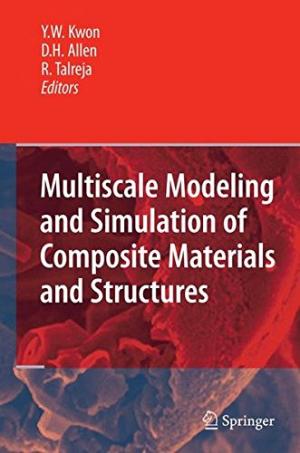 Y.W. Kwon
D.H. Allen
R. Talreja
Editors
Multiscale Modeling
and Simulation of
Composite Materials
and Structures
Springer